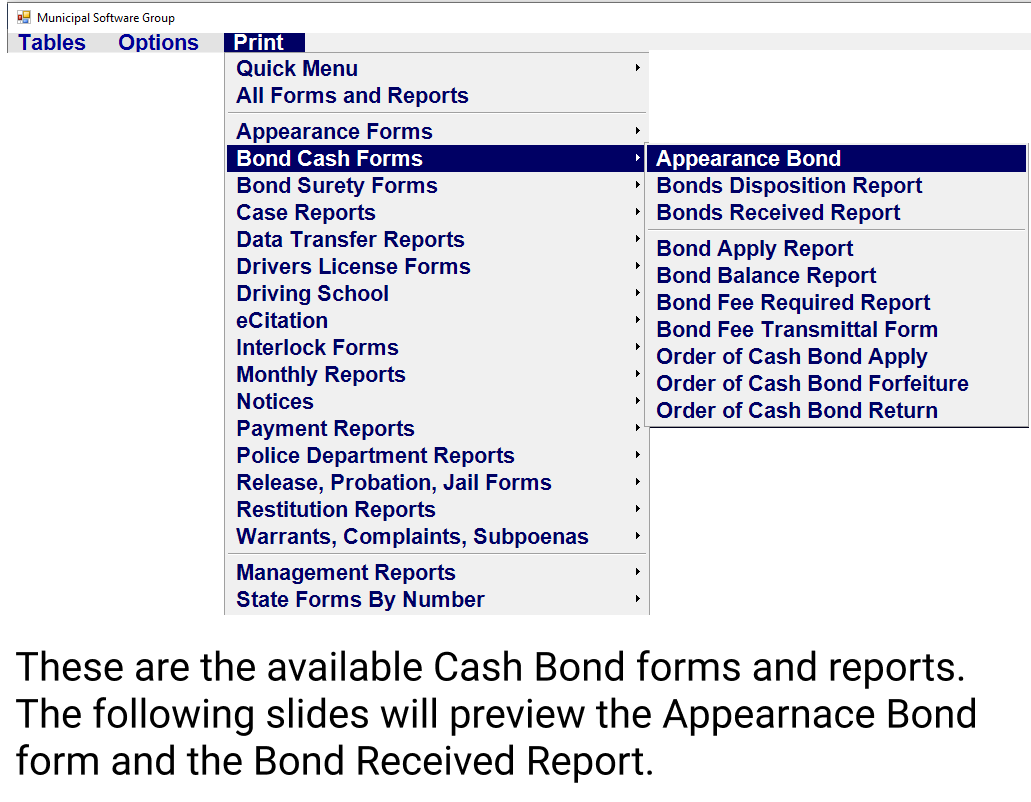 Municipal Software Group
Tables Options Print
Quick Menu
All Forms and Reports
Appearance Forms
Bond Cash Forms
Bond Surety Forms
Case Reports
Data Transfer Reports
Drivers License Forms
Driving School
eCitation
Interlock Forms
Monthly Reports
Notices
Payment Reports
Police Department Reports
Release, Probation, Jail Forms
Restitution Reports
Warrants, Complaints, Subpoenas
Management Reports
State Forms By Number
Appearance Bond
Bonds Disposition Report
Bonds Received Report
Bond Apply Report
Bond Balance Report
Bond Fee Required Report
Bond Fee Transmittal Form
Order of Cash Bond Apply
Order of Cash Bond Forfeiture
Order of Cash Bond Return
These are the available Cash Bond forms and reports.
The following slides will preview the Appearnace Bond
form and the Bond Received Report.